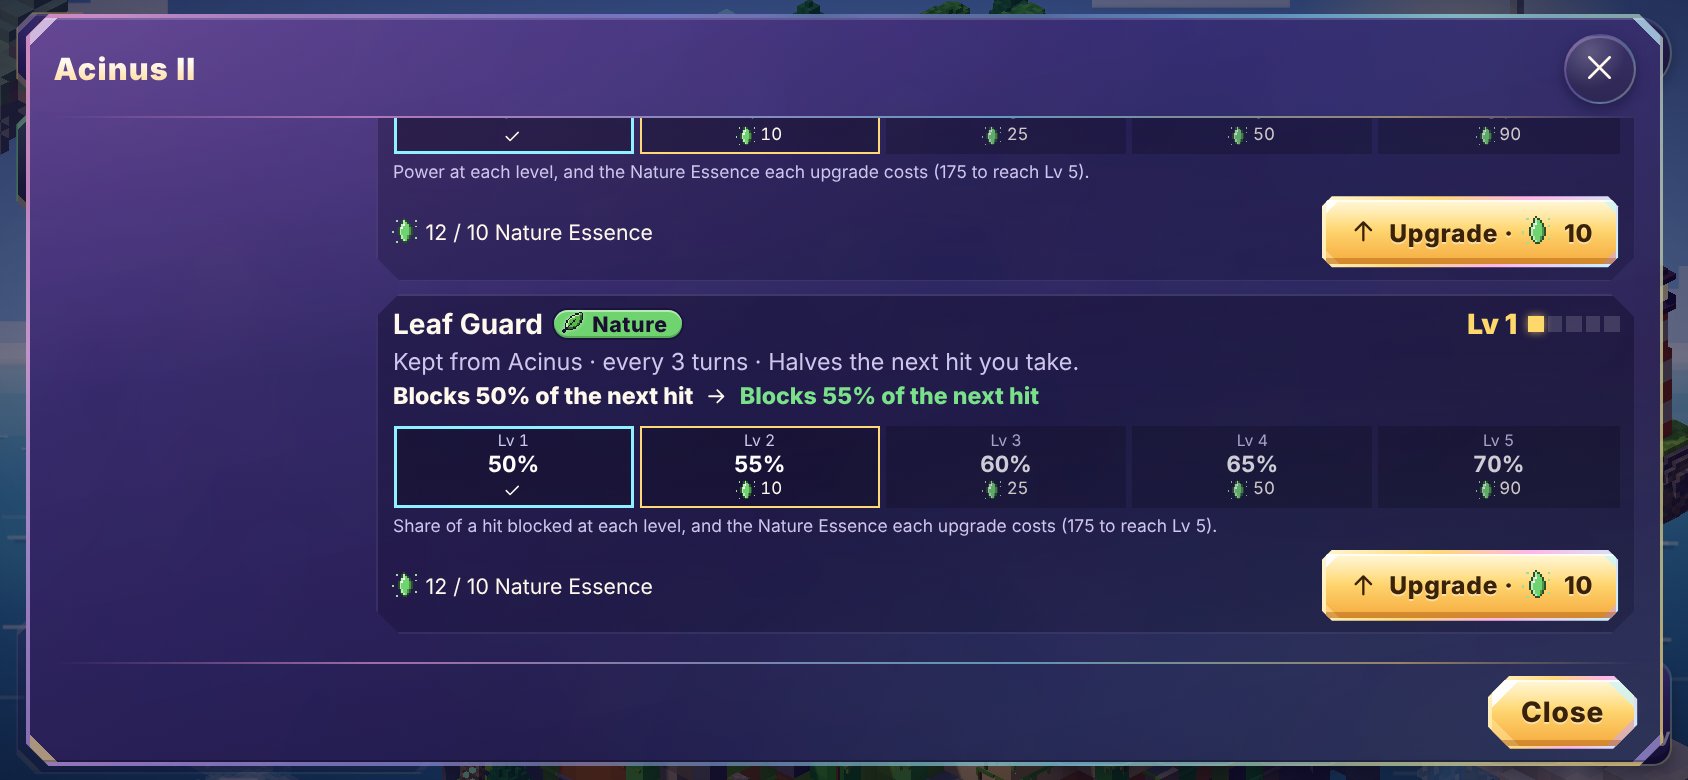 Acinus II
✓
10
25
50
90
Power at each level, and the Nature Essence each upgrade costs (175 to reach Lv 5).
12 / 10 Nature Essence
↑ Upgrade · 10
Leaf Guard Nature
Lv 1
Kept from Acinus · every 3 turns · Halves the next hit you take.
Blocks 50% of the next hit → Blocks 55% of the next hit
Lv 1 Lv 2 Lv 3 Lv 4 Lv 5
50% 55% 60% 65% 70%
✓ 10 25 50 90
Share of a hit blocked at each level, and the Nature Essence each upgrade costs (175 to reach Lv 5).
12 / 10 Nature Essence
↑ Upgrade · 10
Close